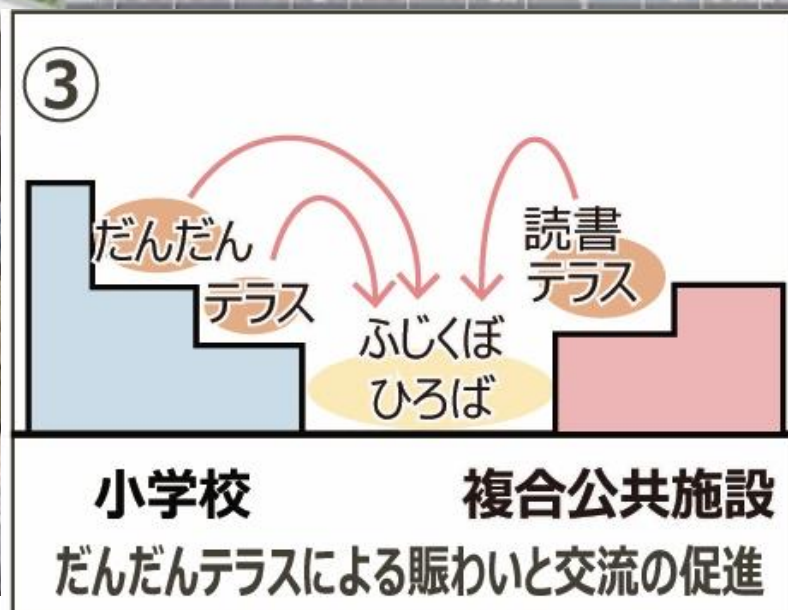 ③
だんだん
テラス
読書
テラス
ふじくぼ
ひろば
小学校
複合公共施設
だんだんテラスによる賑わいと交流の促進